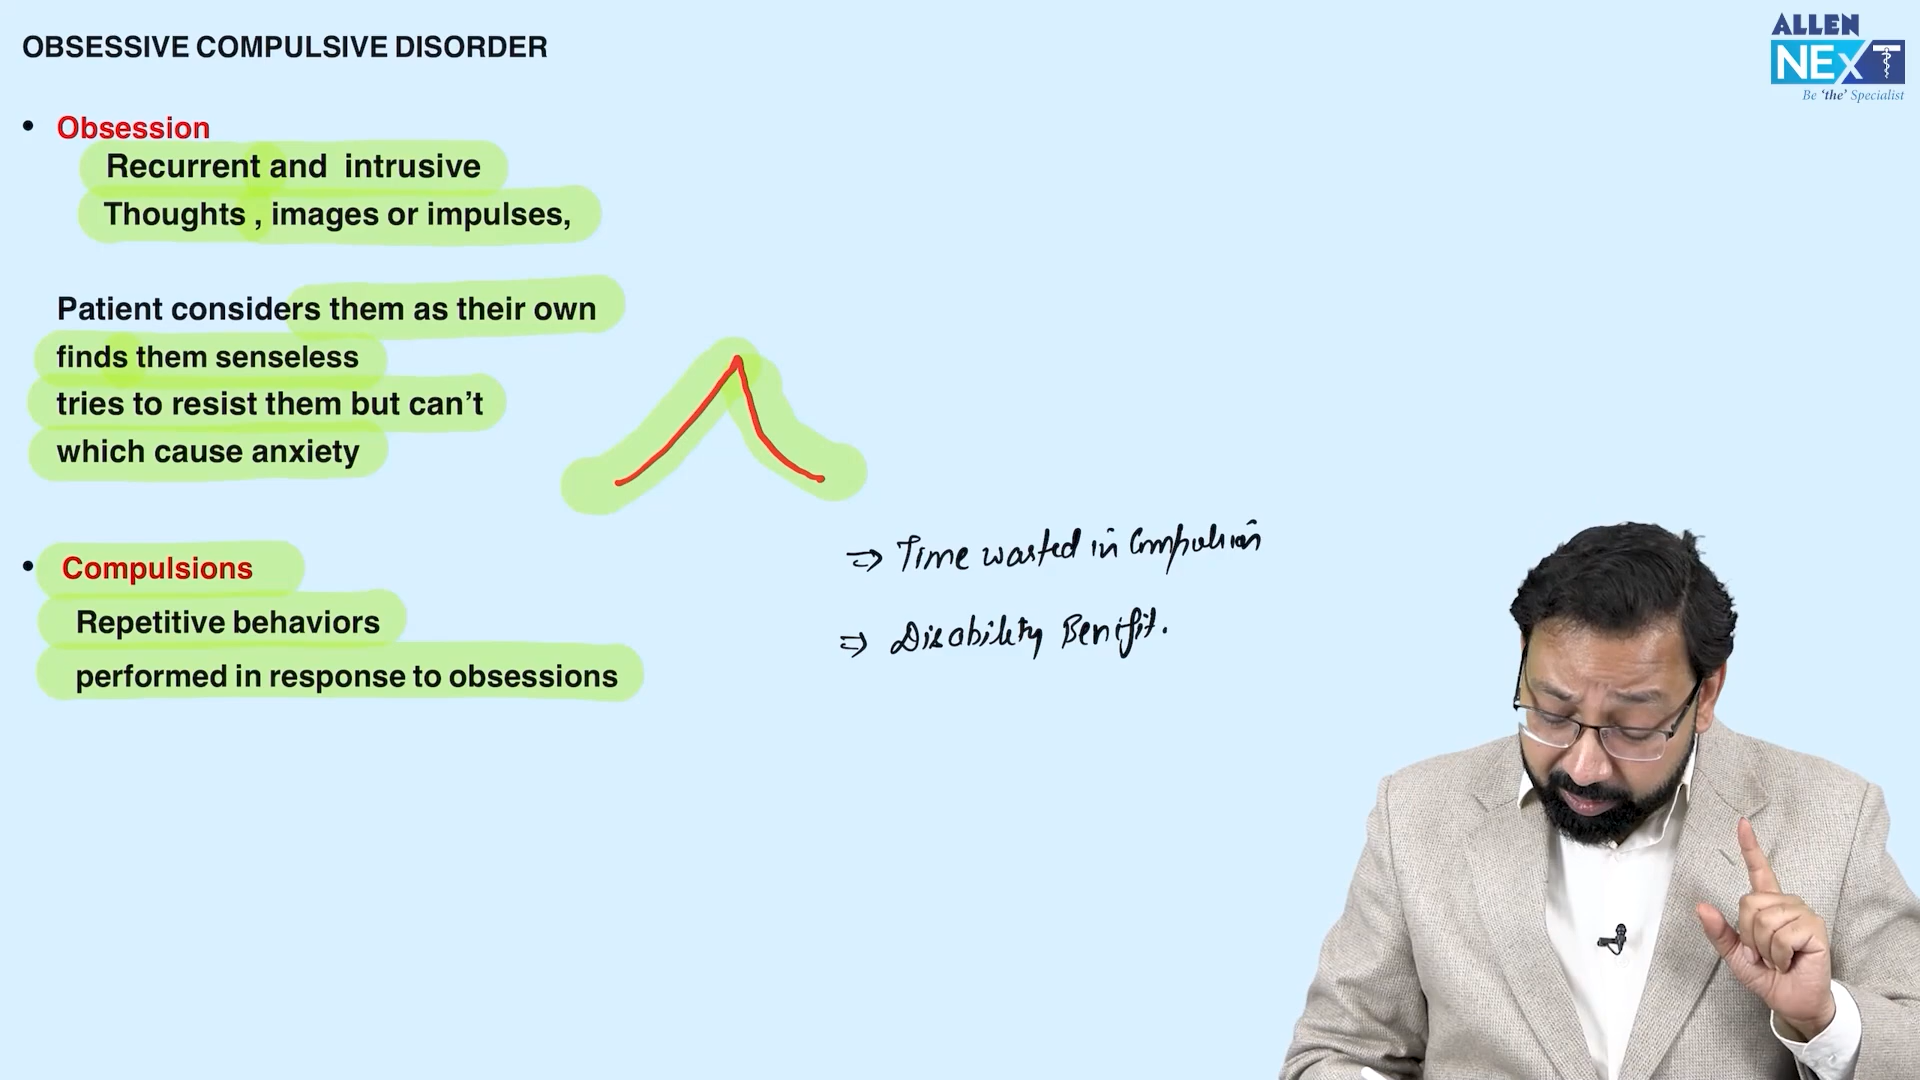 OBSESSIVE COMPULSIVE DISORDER
ALLEN
NExT
Be 'the' Specialist
• Obsession
Recurrent and intrusive
Thoughts , images or impulses,
Patient considers them as their own
finds them senseless
tries to resist them but can't
which cause anxiety
• Compulsions
Repetitive behaviors
performed in response to obsessions
⇒ Time wasted in Compulsion
⇒ Disability Benifit.